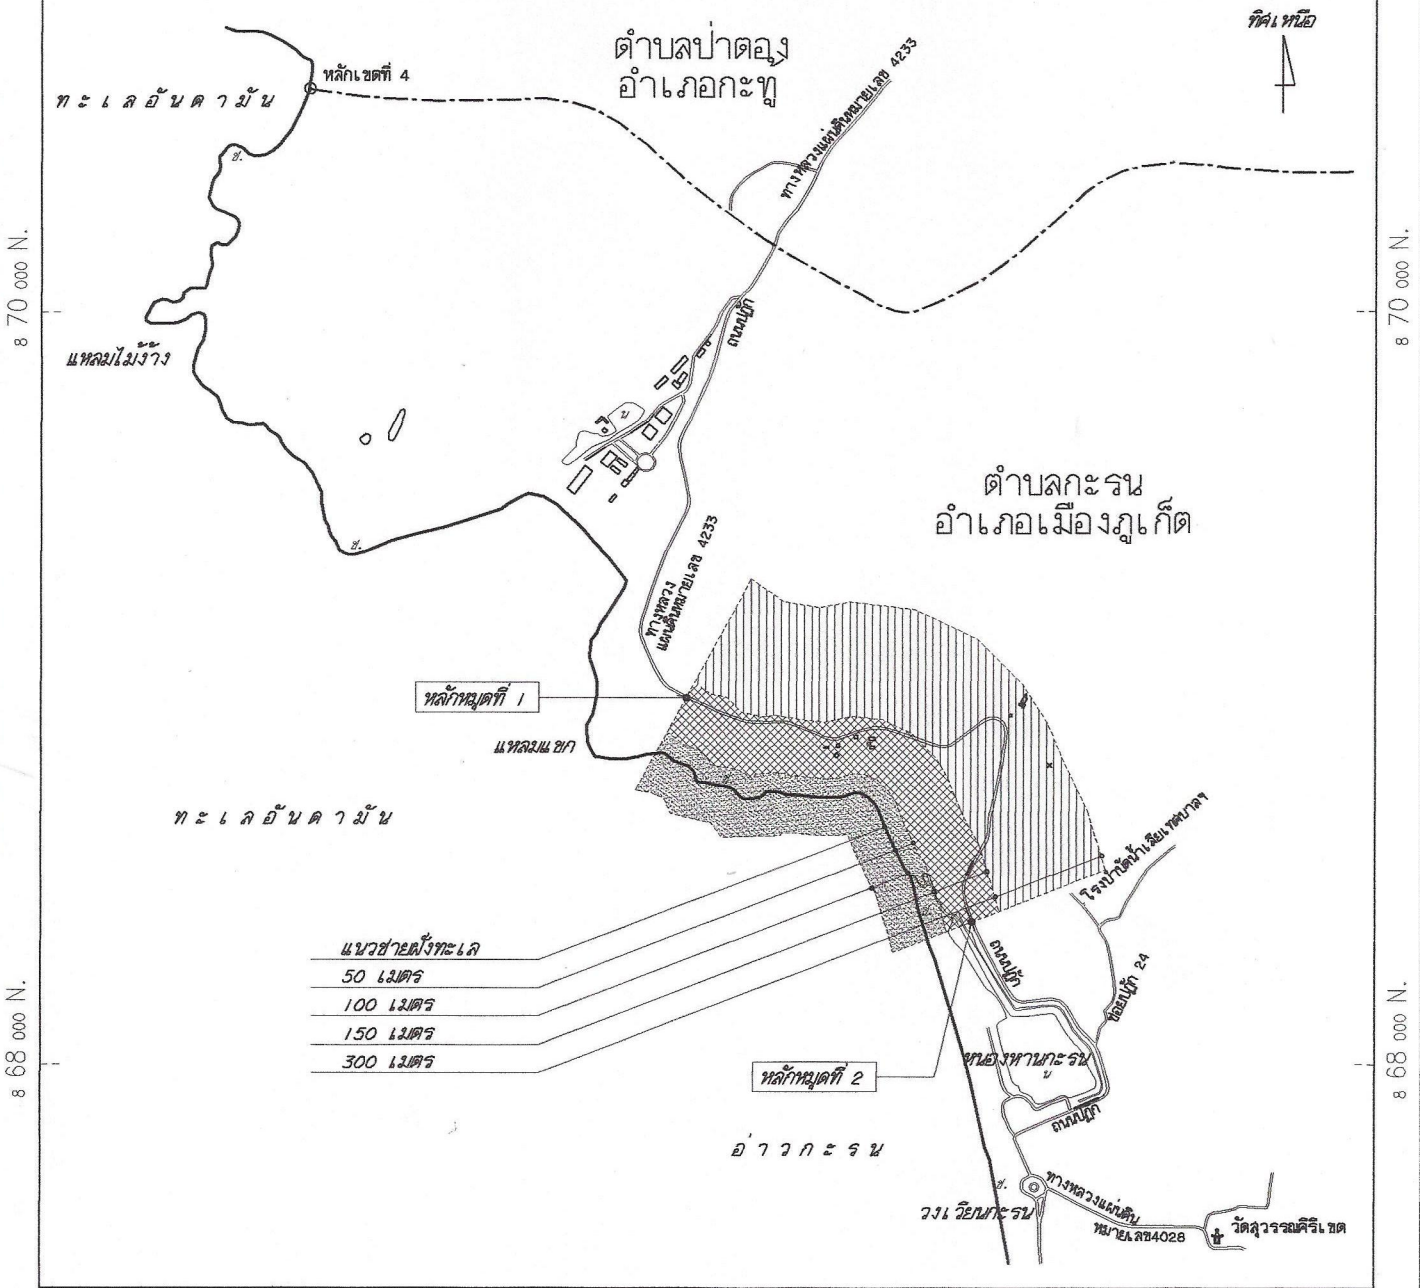 ทิศเหนือ
ตำบลป่าตอง
อำเภอกะทู้
หลักเขตที่ 4
ทะเลอันดามัน
ช.
ทางหลวงแผ่นดินหมายเลข 4233
8 70 000 N.
8 70 000 N.
ถนนปฏัก
แหลมไม้ง้าง
น
ตำบลกะรน
อำเภอเมืองภูเก็ต
ช.
ทางหลวง
แผ่นดินหมายเลข 4233
หลักหมุดที่ 1
แหลมแขก
ช.
ทะเลอันดามัน
โรงบำบัดน้ำเสียเทศบาลฯ
แนวชายฝั่งทะเล
50 เมตร
100 เมตร
150 เมตร
300 เมตร
ถนนปฏัก
ซอยปฏัก 24
8 68 000 N.
8 68 000 N.
หนองหานกะรน
น
หลักหมุดที่ 2
ถนนปฏัก
อ่าวกะรน
ช.
วงเวียนกะรน
ทางหลวงแผ่นดิน
หมายเลข4028
วัดสุวรรณคีรีเขต